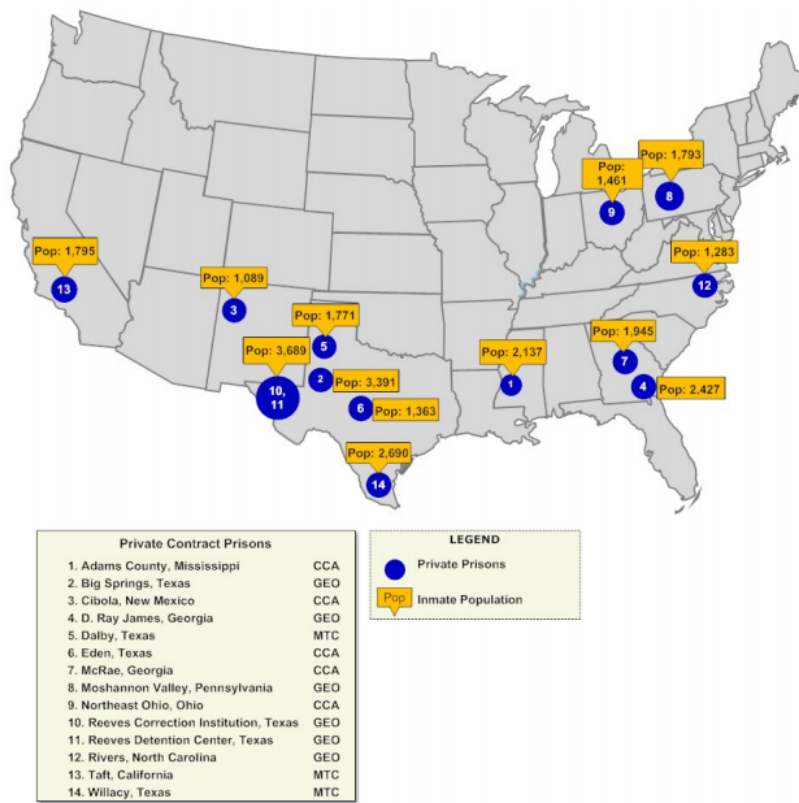 Pop: 1,793
Pop:
1,461
8
9
Pop: 1,795
Pop: 1,283
13
Pop: 1,089
12
3
Pop: 1,771
Pop: 1,945
5
Pop: 3,689
Pop: 2,137
7
2
Pop: 3,391
1
4
Pop: 2,427
10,
11
6
Pop: 1,363
Pop: 2,690
14
Private Contract Prisons
1. Adams County, Mississippi CCA
2. Big Springs, Texas GEO
3. Cibola, New Mexico CCA
4. D. Ray James, Georgia GEO
5. Dalby, Texas MTC
6. Eden, Texas CCA
7. McRae, Georgia CCA
8. Moshannon Valley, Pennsylvania GEO
9. Northeast Ohio, Ohio CCA
10. Reeves Correction Institution, Texas GEO
11. Reeves Detention Center, Texas GEO
12. Rivers, North Carolina GEO
13. Taft, California MTC
14. Willacy, Texas MTC
LEGEND
Private Prisons
Pop Inmate Population